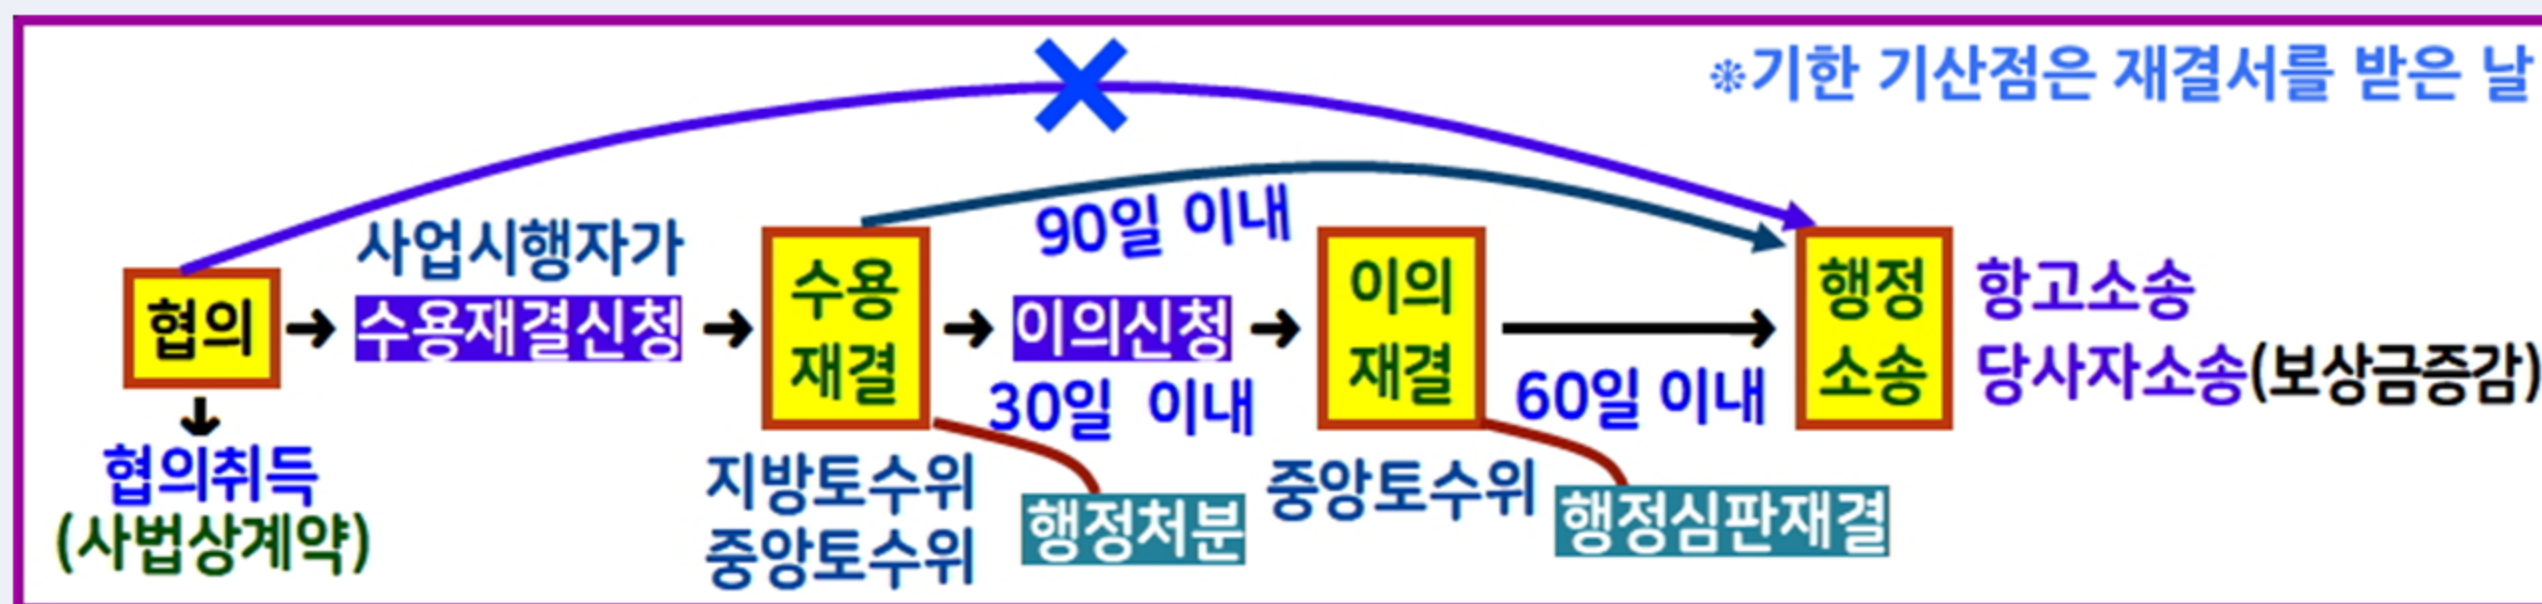 ※기한 기산점은 재결서를 받은 날
90일 이내
사업시행자가
협의
수용재결신청
수용
재결
이의신청
30일 이내
이의
재결
60일 이내
행정
소송
항고소송
당사자소송(보상금증감)
협의취득
(사법상계약)
지방토수위
중앙토수위
행정처분
중앙토수위
행정심판재결